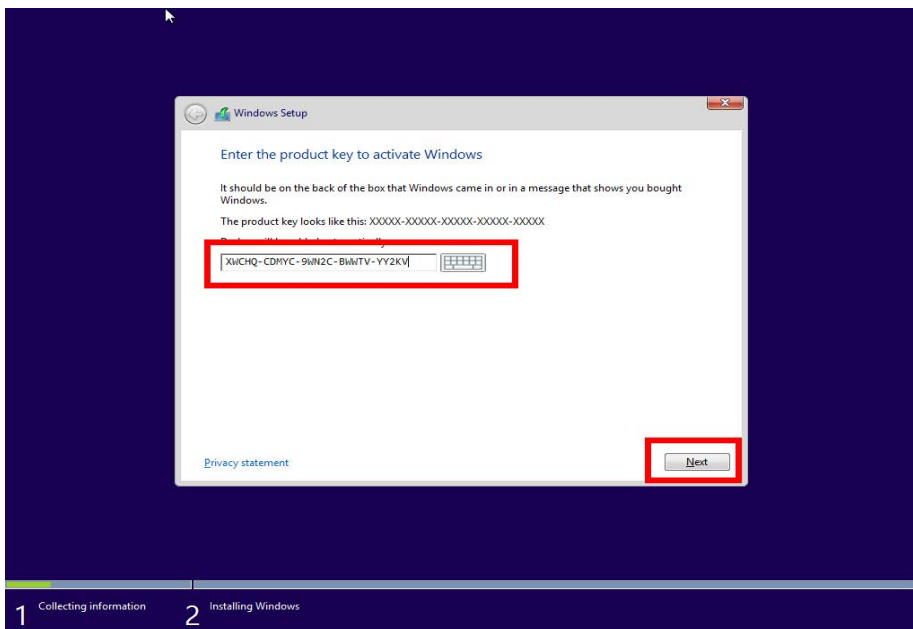 Windows Setup
Enter the product key to activate Windows
It should be on the back of the box that Windows came in or in a message that shows you bought
Windows.
The product key looks like this: XXXXX-XXXXX-XXXXX-XXXXX-XXXXX
XWCHQ-CDMYC-9WN2C-BWWTV-YY2KV
Privacy statement
Next
1 Collecting information
2 Installing Windows